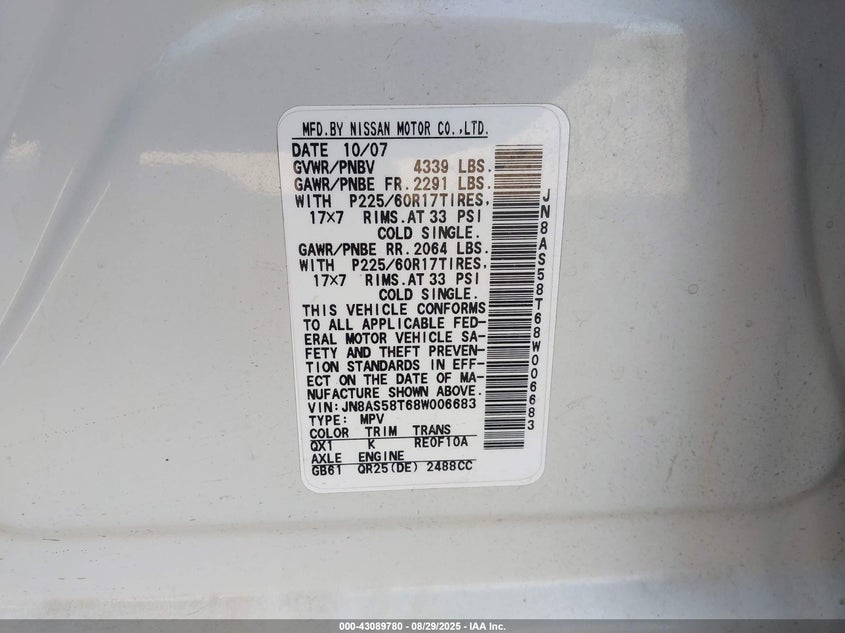 MFD.BY NISSAN MOTOR CO.,LTD.
DATE 10/07
GVWR/PNBV 4339 LBS.
GAWR/PNBE FR.2291 LBS.
WITH P225/60R17TIRES,
17×7 RIMS.AT 33 PSI
COLD SINGLE.
GAWR/PNBE RR.2064 LBS.
WITH P225/60R17TIRES,
17×7 RIMS.AT 33 PSI
COLD SINGLE.
THIS VEHICLE CONFORMS
TO ALL APPLICABLE FED-
ERAL MOTOR VEHICLE SA-
FETY AND THEFT PREVEN-
TION STANDARDS IN EFF-
ECT ON THE DATE OF MA-
NUFACTURE SHOWN ABOVE.
VIN:JN8AS58T68W006683
TYPE: MPV
COLOR TRIM TRANS
QX1 K RE0F10A
AXLE ENGINE
GB61 QR25(DE) 2488CC
JN8AS58T68W006683
000-43089780 - 08/29/2025 - IAA Inc.